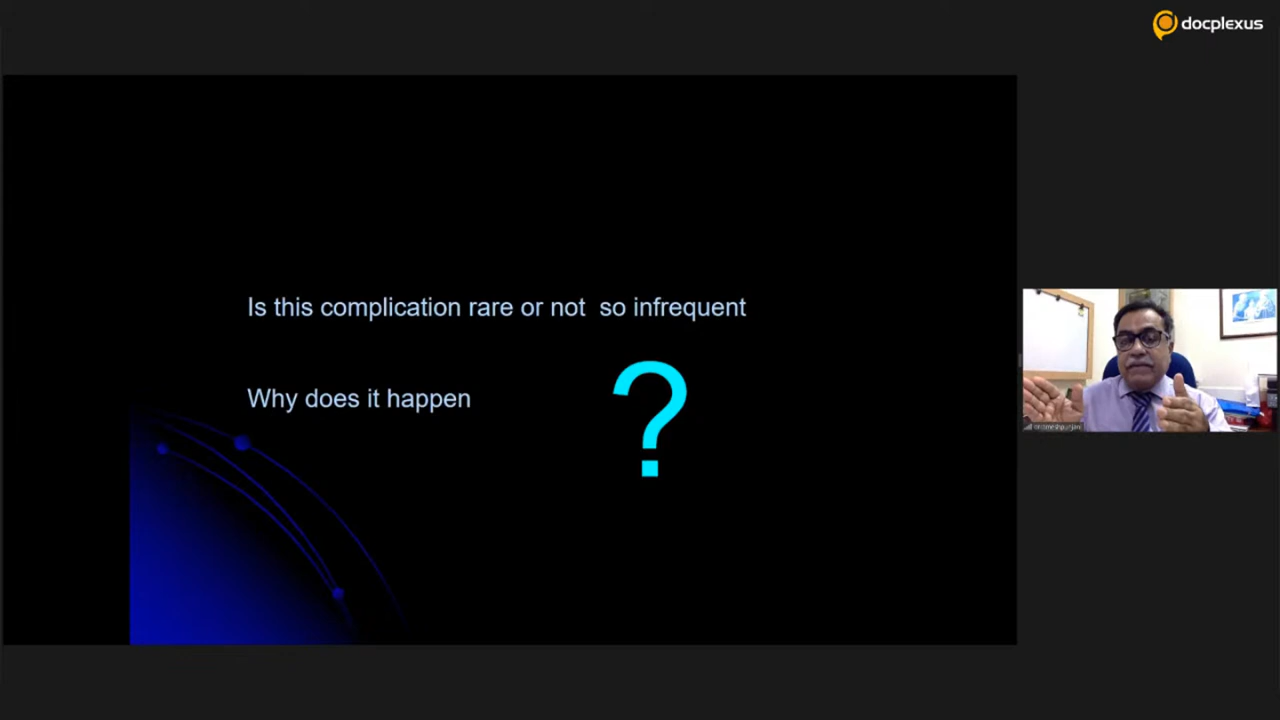 docplexus
Is this complication rare or not  so infrequent
Why does it happen
?